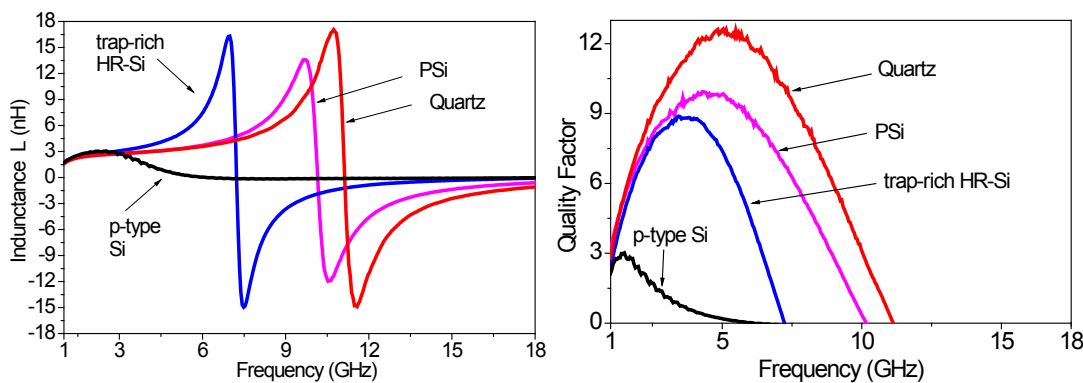 Indunctance L (nH)
18
15
12
9
6
3
0
-3
-6
-9
-12
-15
-18
trap-rich
HR-Si
PSi
Quartz
p-type
Si
1 3 6 9 12 15 18
Frequency (GHz)
Quality Factor
12
9
6
3
0
Quartz
PSi
trap-rich HR-Si
p-type Si
1 5 10 15 18
Frequency (GHz)